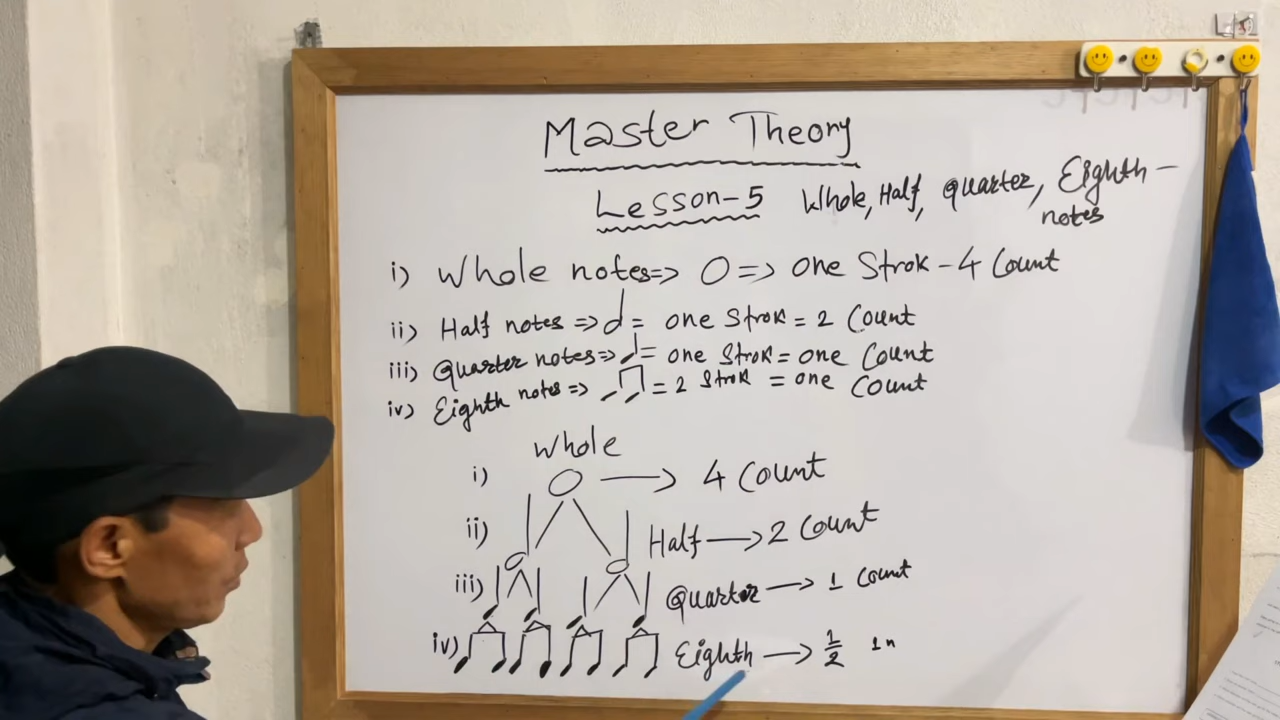 Master Theory
Lesson-5 Whole, Half, quarter, Eighth-
notes
i) Whole notes=> O => one Strok - 4 Count
ii) Half notes => 𝅗𝅥 = one Strok = 2 Count
iii) Quarter notes=> ♩= one Strok= one Count
iv) Eighth notes => ♫ = 2 Strok = one Count
Whole
i) → 4 Count
ii) Half → 2 Count
iii) Quarter → 1 Count
iv) Eighth → 1/2 1n